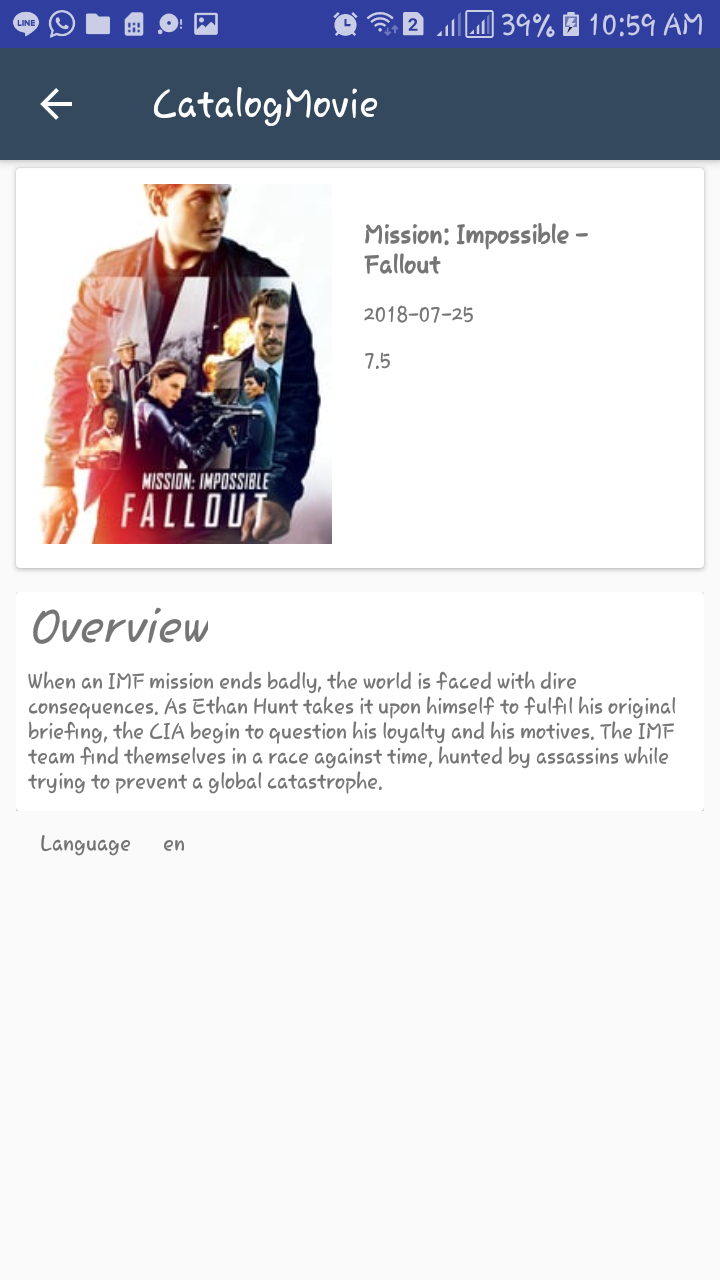 LINE
2
39%
10:59 AM
CatalogMovie
Mission: Impossible -
Fallout
2018-07-25
7.5
MISSION: IMPOSSIBLE
FALLOUT
Overview
When an IMF mission ends badly, the world is faced with dire
consequences. As Ethan Hunt takes it upon himself to fulfil his original
briefing, the CIA begin to question his loyalty and his motives. The IMF
team find themselves in a race against time, hunted by assassins while
trying to prevent a global catastrophe.
Language en